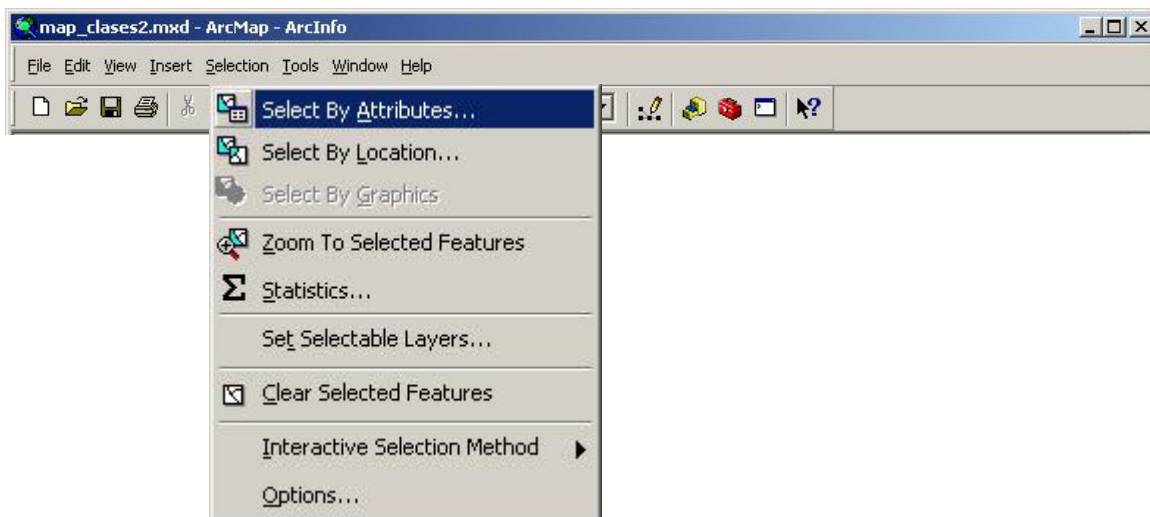 map_clases2.mxd - ArcMap - ArcInfo
File Edit View Insert Selection Tools Window Help
Select By Attributes...
Select By Location...
Select By Graphics
Zoom To Selected Features
Σ Statistics...
Set Selectable Layers...
Clear Selected Features
Interactive Selection Method
Options...